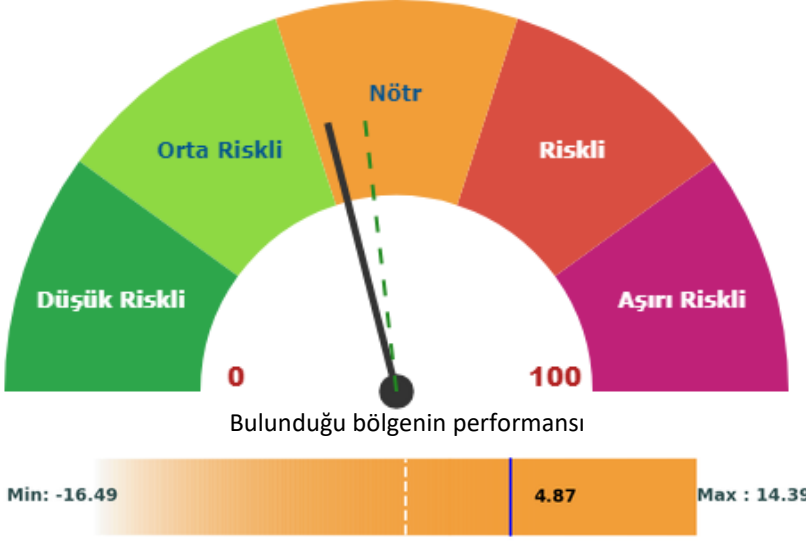 Nötr
Orta Riskli
Riskli
Düşük Riskli
Aşırı Riskli
0
100
Bulunduğu bölgenin performansı
Min: -16.49
4.87
Max : 14.39